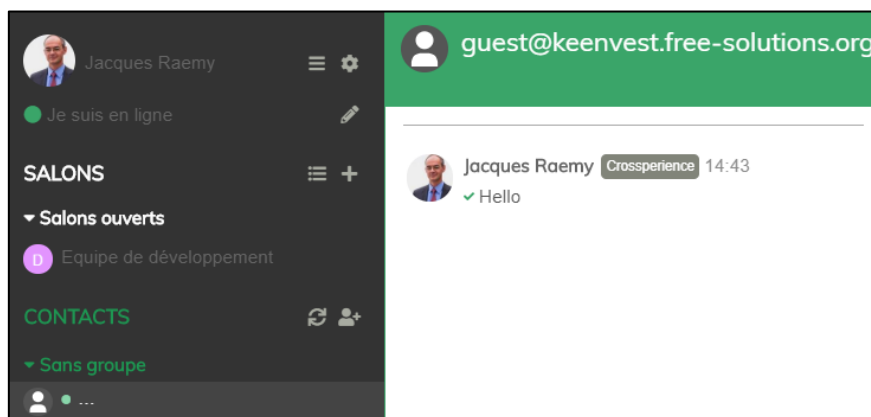 Jacques Raemy
Je suis en ligne
SALONS
Salons ouverts
D Equipe de développement
CONTACTS
Sans groupe
...
guest@keenvest.free-solutions.org
Jacques Raemy Crossperience 14:43
Hello